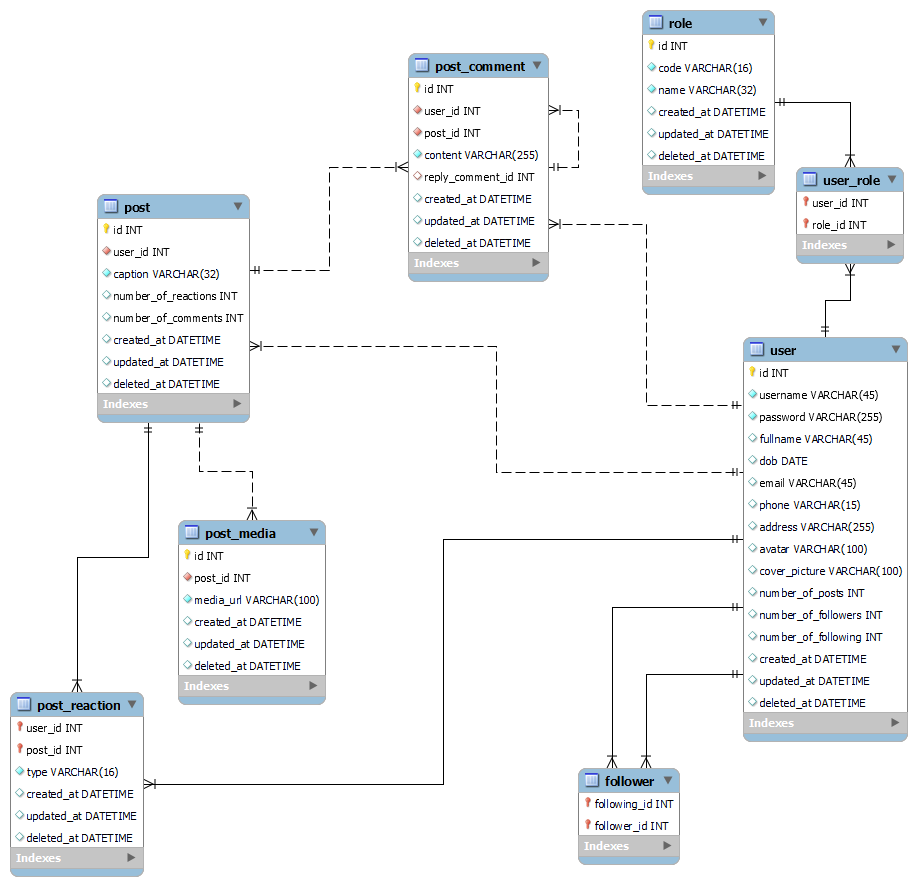 role
id INT
code VARCHAR(16)
name VARCHAR(32)
created_at DATETIME
updated_at DATETIME
deleted_at DATETIME
Indexes
post_comment
id INT
user_id INT
post_id INT
content VARCHAR(255)
reply_comment_id INT
created_at DATETIME
updated_at DATETIME
deleted_at DATETIME
Indexes
user_role
user_id INT
role_id INT
Indexes
post
id INT
user_id INT
caption VARCHAR(32)
number_of_reactions INT
number_of_comments INT
created_at DATETIME
updated_at DATETIME
deleted_at DATETIME
Indexes
user
id INT
username VARCHAR(45)
password VARCHAR(255)
fullname VARCHAR(45)
dob DATE
email VARCHAR(45)
phone VARCHAR(15)
address VARCHAR(255)
avatar VARCHAR(100)
cover_picture VARCHAR(100)
number_of_posts INT
number_of_followers INT
number_of_following INT
created_at DATETIME
updated_at DATETIME
deleted_at DATETIME
Indexes
post_media
id INT
post_id INT
media_url VARCHAR(100)
created_at DATETIME
updated_at DATETIME
deleted_at DATETIME
Indexes
post_reaction
user_id INT
post_id INT
type VARCHAR(16)
created_at DATETIME
updated_at DATETIME
deleted_at DATETIME
Indexes
follower
following_id INT
follower_id INT
Indexes